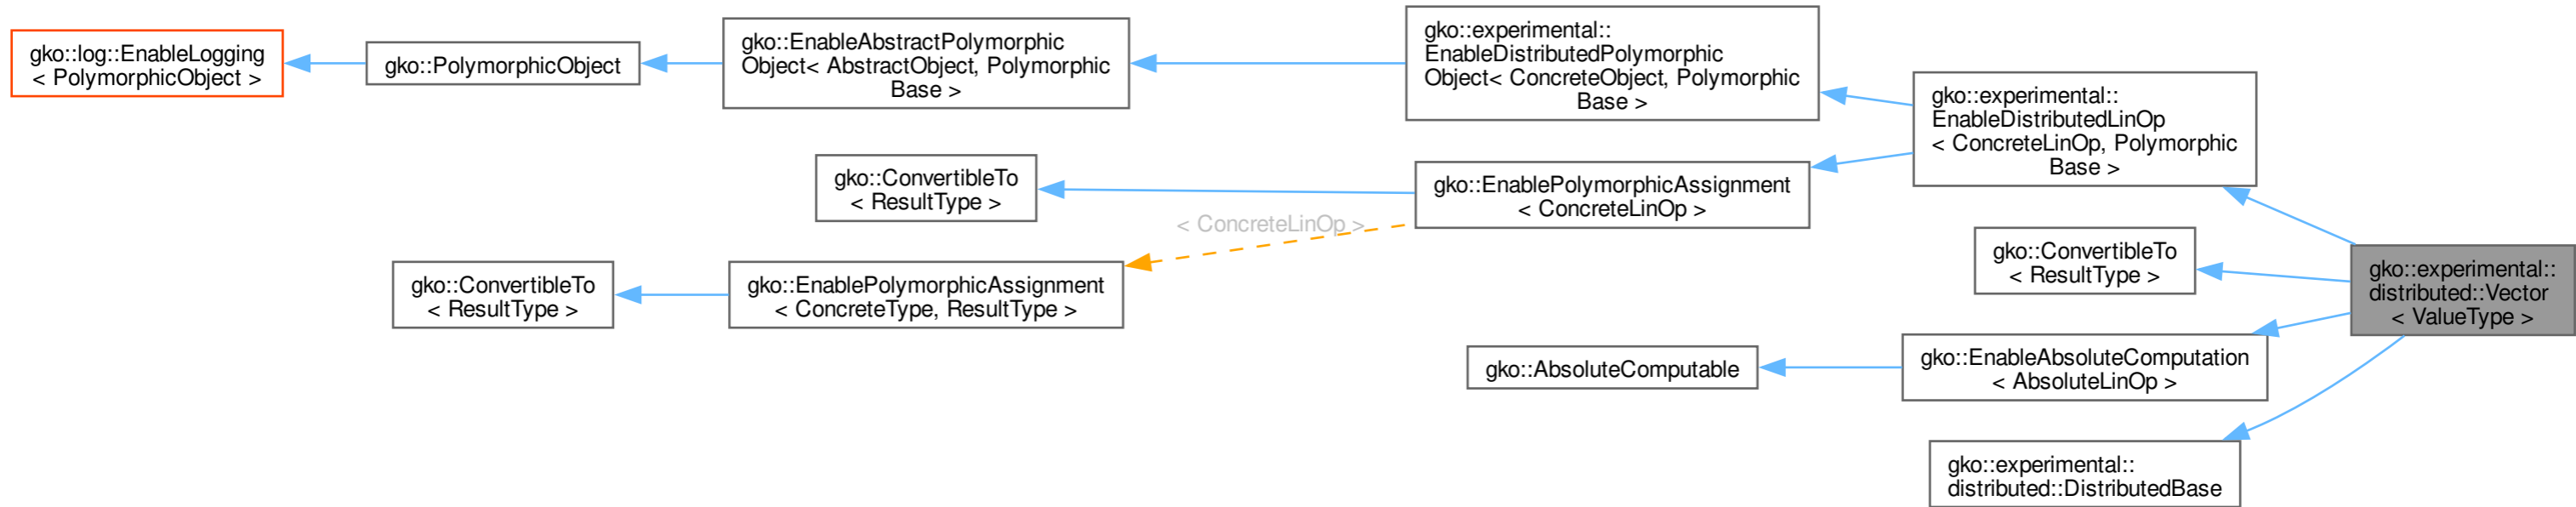 gko::log::EnableLogging
< PolymorphicObject >
gko::PolymorphicObject
gko::EnableAbstractPolymorphic
Object< AbstractObject, Polymorphic
Base >
gko::experimental::
EnableDistributedPolymorphic
Object< ConcreteObject, Polymorphic
Base >
gko::experimental::
EnableDistributedLinOp
< ConcreteLinOp, Polymorphic
Base >
gko::ConvertibleTo
< ResultType >
gko::EnablePolymorphicAssignment
< ConcreteLinOp >
< ConcreteLinOp >
gko::ConvertibleTo
< ResultType >
gko::EnablePolymorphicAssignment
< ConcreteType, ResultType >
gko::ConvertibleTo
< ResultType >
gko::experimental::
distributed::Vector
< ValueType >
gko::AbsoluteComputable
gko::EnableAbsoluteComputation
< AbsoluteLinOp >
gko::experimental::
distributed::DistributedBase